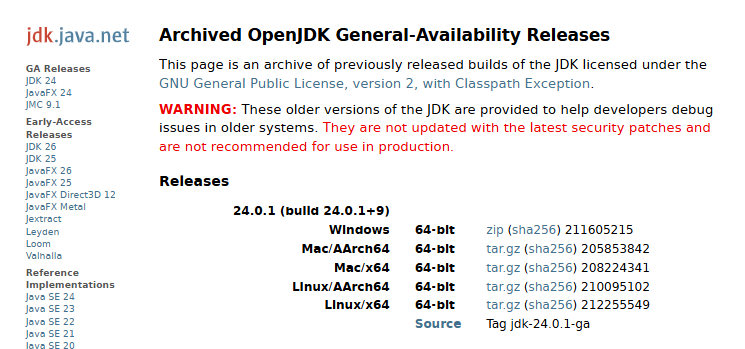 jdk.java.net
GA Releases
JDK 24
JavaFX 24
JMC 9.1
Early-Access
Releases
JDK 26
JDK 25
JavaFX 26
JavaFX 25
JavaFX Direct3D 12
JavaFX Metal
Jextract
Leyden
Loom
Valhalla
Reference
Implementations
Java SE 24
Java SE 23
Java SE 22
Java SE 21
Java SE 20
Archived OpenJDK General-Availability Releases
This page is an archive of previously released builds of the JDK licensed under the
GNU General Public License, version 2, with Classpath Exception.
WARNING: These older versions of the JDK are provided to help developers debug
issues in older systems. They are not updated with the latest security patches and
are not recommended for use in production.
Releases
24.0.1 (build 24.0.1+9)
Windows 64-bit zip (sha256) 211605215
Mac/AArch64 64-bit tar.gz (sha256) 205853842
Mac/x64 64-bit tar.gz (sha256) 208224341
Linux/AArch64 64-bit tar.gz (sha256) 210095102
Linux/x64 64-bit tar.gz (sha256) 212255549
Source Tag jdk-24.0.1-ga